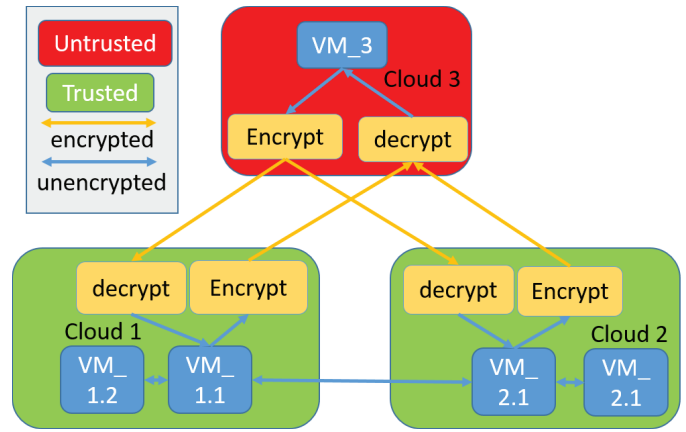 Untrusted
Trusted
encrypted
unencrypted
VM_3
Cloud 3
Encrypt
decrypt
decrypt
Encrypt
Cloud 1
VM_
1.2
VM_
1.1
decrypt
Encrypt
Cloud 2
VM_
2.1
VM_
2.1